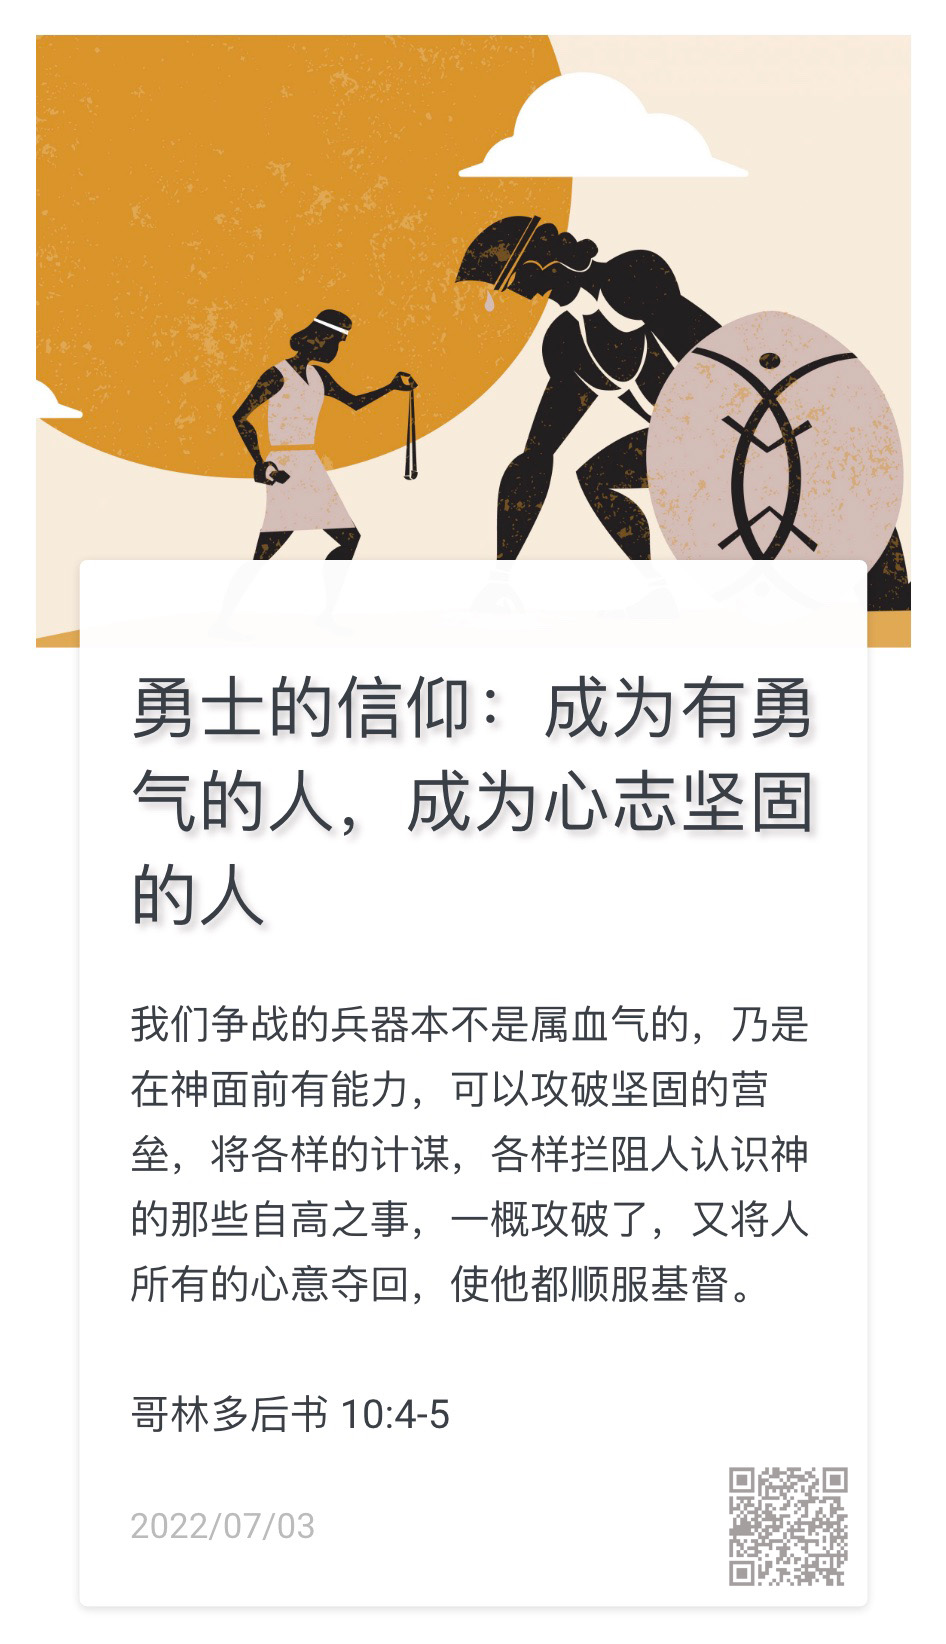 勇士的信仰：成为有勇
气的人，成为心志坚固
的人
我们争战的兵器本不是属血气的，乃是
在神面前有能力，可以攻破坚固的营
垒，将各样的计谋，各样拦阻人认识神
的那些自高之事，一概攻破了，又将人
所有的心意夺回，使他都顺服基督。
哥林多后书 10:4-5
2022/07/03